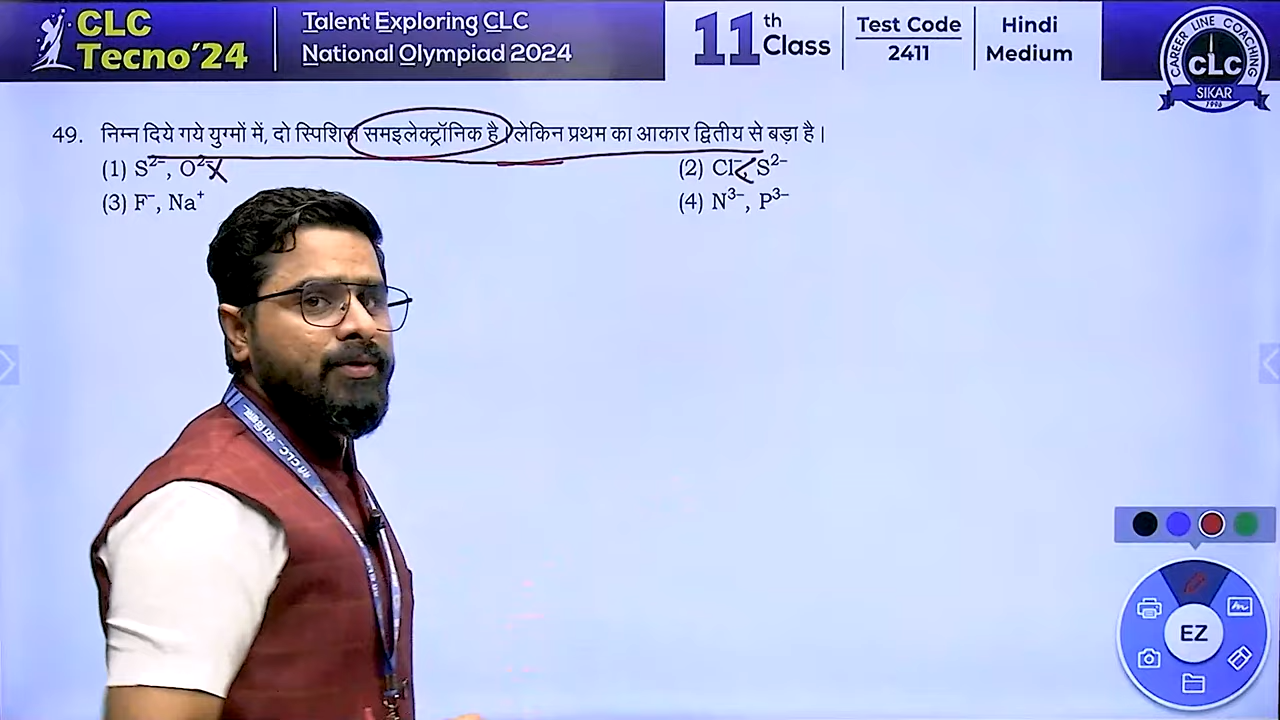 CLC
Tecno'24
Talent Exploring CLC
National Olympiad 2024
11th Class
Test Code
2411
Hindi
Medium
CAREER LINE COACHING
CLC
SIKAR
1996
49. निम्न दिये गये युग्मों में, दो स्पिशिज समइलेक्ट्रॉनिक है। लेकिन प्रथम का आकार द्वितीय से बड़ा है।
(1) S²⁻, O²⁻ (2) Cl⁻, S²⁻
(3) F⁻, Na⁺ (4) N³⁻, P³⁻
CLC
EZ